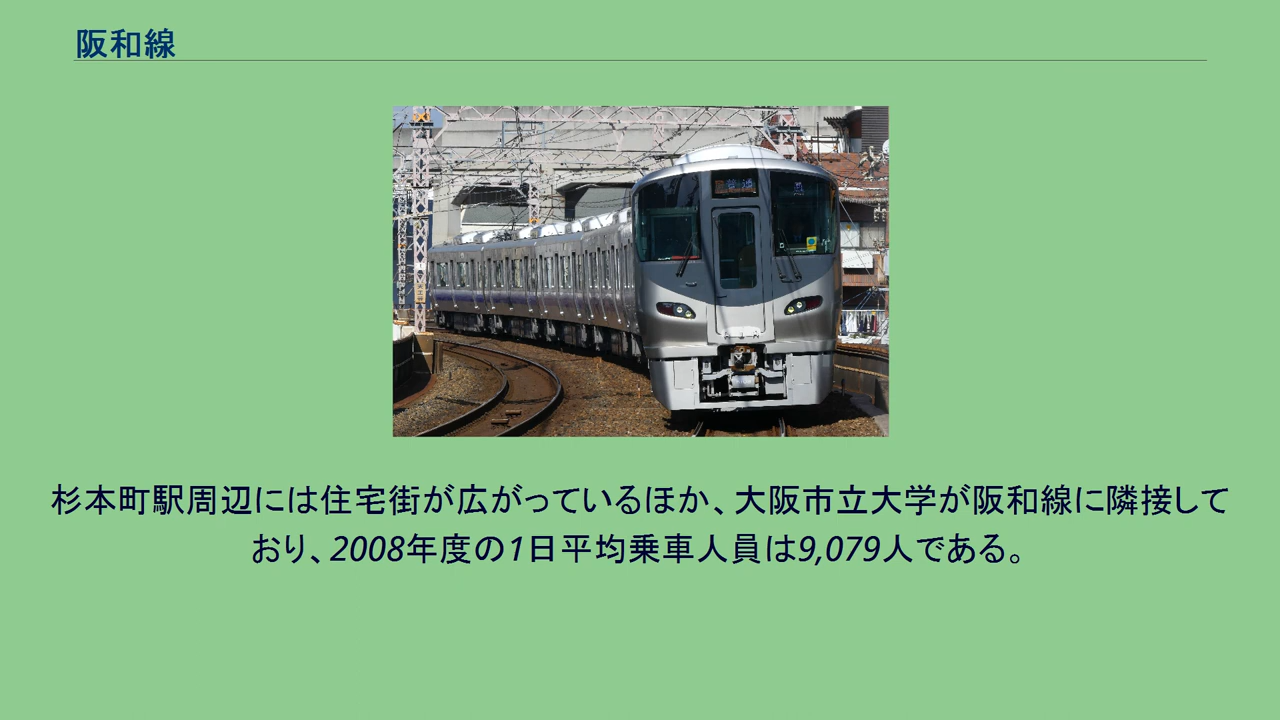 阪和線
杉本町駅周辺には住宅街が広がっているほか、大阪市立大学が阪和線に隣接して
おり、2008年度の1日平均乗車人員は9,079人である。